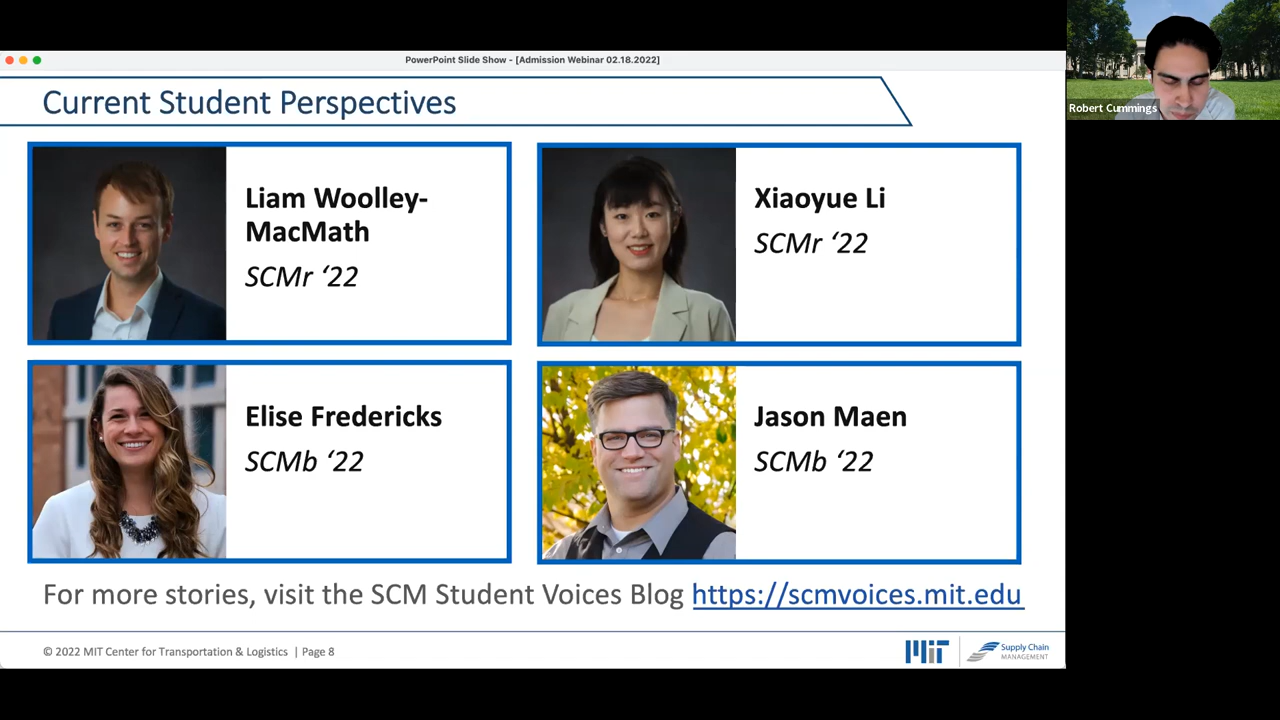 PowerPoint Slide Show - [Admission Webinar 02.18.2022]
Robert Cummings
Current Student Perspectives
Liam Woolley-
MacMath
SCMr ‘22
Xiaoyue Li
SCMr ‘22
Elise Fredericks
SCMb ‘22
Jason Maen
SCMb ‘22
For more stories, visit the SCM Student Voices Blog https://scmvoices.mit.edu
© 2022 MIT Center for Transportation & Logistics | Page 8
MIT
Supply Chain
MANAGEMENT